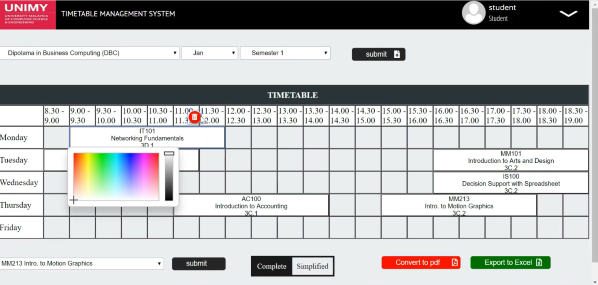 UNIMY
UNIVERSITY MALAYSIA
OF COMPUTER SCIENCE
& ENGINEERING
TIMETABLE MANAGEMENT SYSTEM
student
Student
Dipolama in Business Computing (DBC)
Jan
Semester 1
submit
TIMETABLE
8.30 - 9.00 - 9.30 - 10.00 - 10.30 - 11.00 11.30 - 12.00 - 12.30 - 13.00 - 13.30 - 14.00 - 14.30 - 15.00 - 15.30 - 16.00 - 16.30 - 17.00 - 17.30 - 18.00 - 18.30 -
9.00 9.30 10.00 10.30 11.00 12.00 12.30 13.00 13.30 14.00 14.30 15.00 15.30 16.00 16.30 17.00 17.30 18.00 18.30 19.00
Monday
IT101
Networking Fundamentals
3D.1
Tuesday
MM101
Introduction to Arts and Design
3C.2
Wednesday
IS100
Decision Support with Spreadsheet
3C.2
Thursday
AC100
Introduction to Accounting
3C.1
MM213
Intro. to Motion Graphics
3C.2
Friday
MM213 Intro. to Motion Graphics
submit
Complete
Simplified
Convert to pdf
Export to Excel